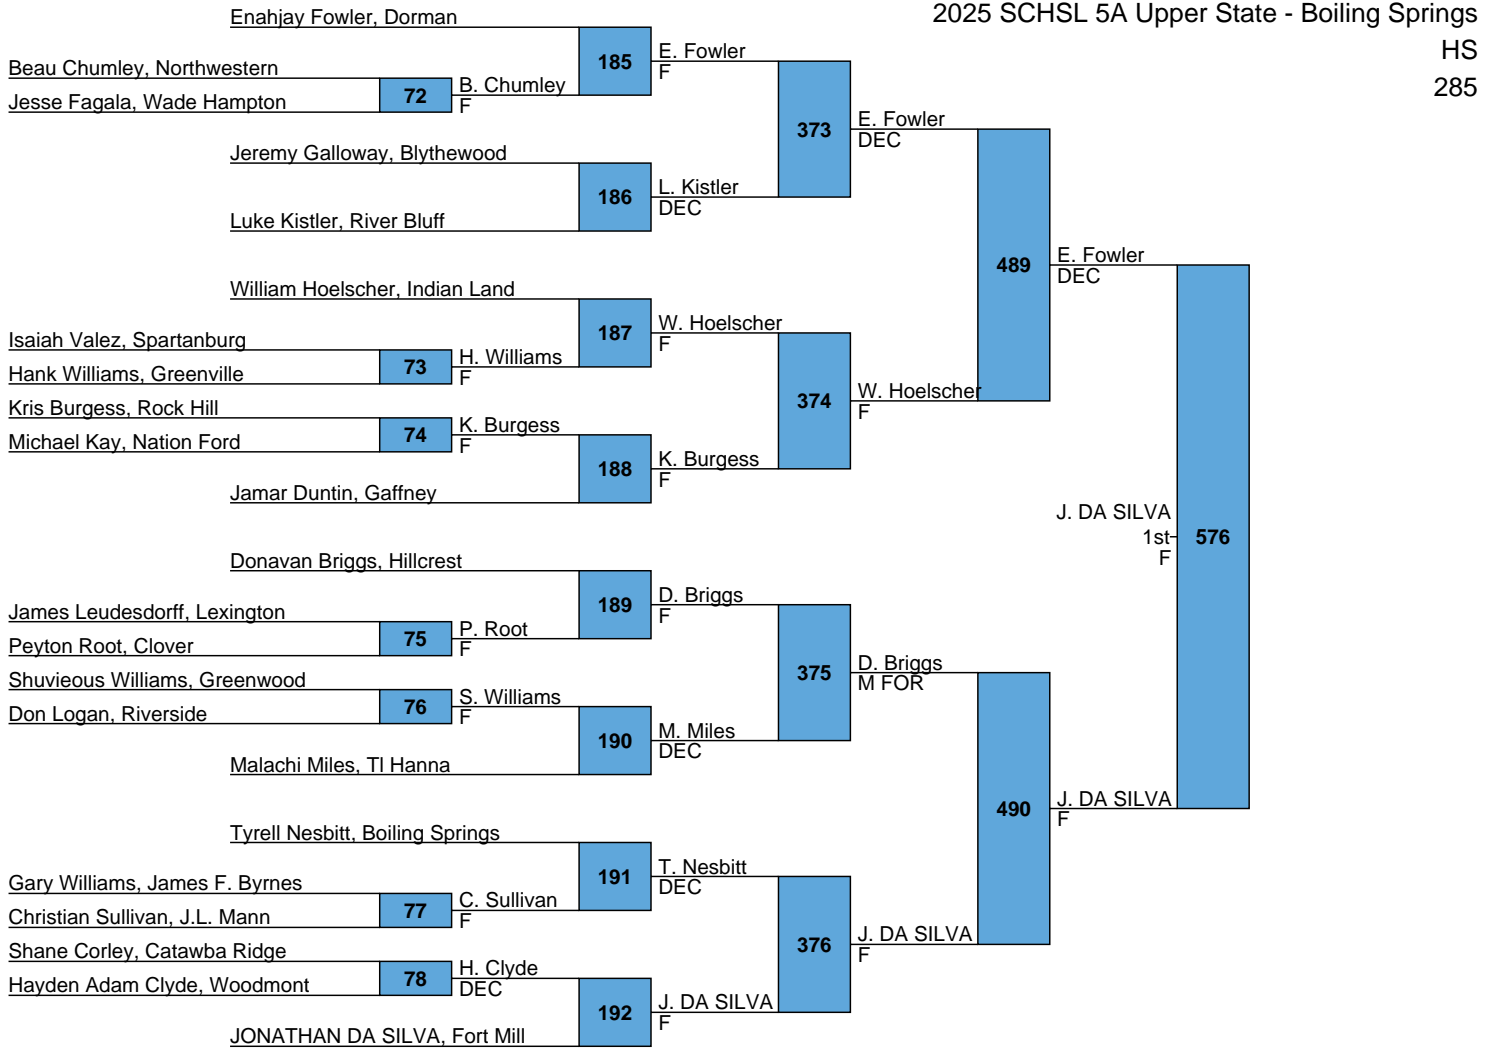 2025 SCHSL 5A Upper State - Boiling Springs
HS
285
Enahjay Fowler, Dorman
Beau Chumley, Northwestern
Jesse Fagala, Wade Hampton
72
B. Chumley
F
185
E. Fowler
F
Jeremy Galloway, Blythewood
Luke Kistler, River Bluff
186
L. Kistler
DEC
373
E. Fowler
DEC
William Hoelscher, Indian Land
Isaiah Valez, Spartanburg
Hank Williams, Greenville
73
H. Williams
F
187
W. Hoelscher
F
Kris Burgess, Rock Hill
Michael Kay, Nation Ford
74
K. Burgess
F
Jamar Duntin, Gaffney
188
K. Burgess
F
374
W. Hoelscher
F
489
E. Fowler
DEC
Donavan Briggs, Hillcrest
James Leudesdorff, Lexington
Peyton Root, Clover
75
P. Root
F
189
D. Briggs
F
Shuvieous Williams, Greenwood
Don Logan, Riverside
76
S. Williams
F
Malachi Miles, Tl Hanna
190
M. Miles
DEC
375
D. Briggs
M FOR
Tyrell Nesbitt, Boiling Springs
Gary Williams, James F. Byrnes
Christian Sullivan, J.L. Mann
77
C. Sullivan
F
191
T. Nesbitt
DEC
Shane Corley, Catawba Ridge
Hayden Adam Clyde, Woodmont
78
H. Clyde
DEC
JONATHAN DA SILVA, Fort Mill
192
J. DA SILVA
F
376
J. DA SILVA
F
490
J. DA SILVA
F
576
J. DA SILVA
1st
F